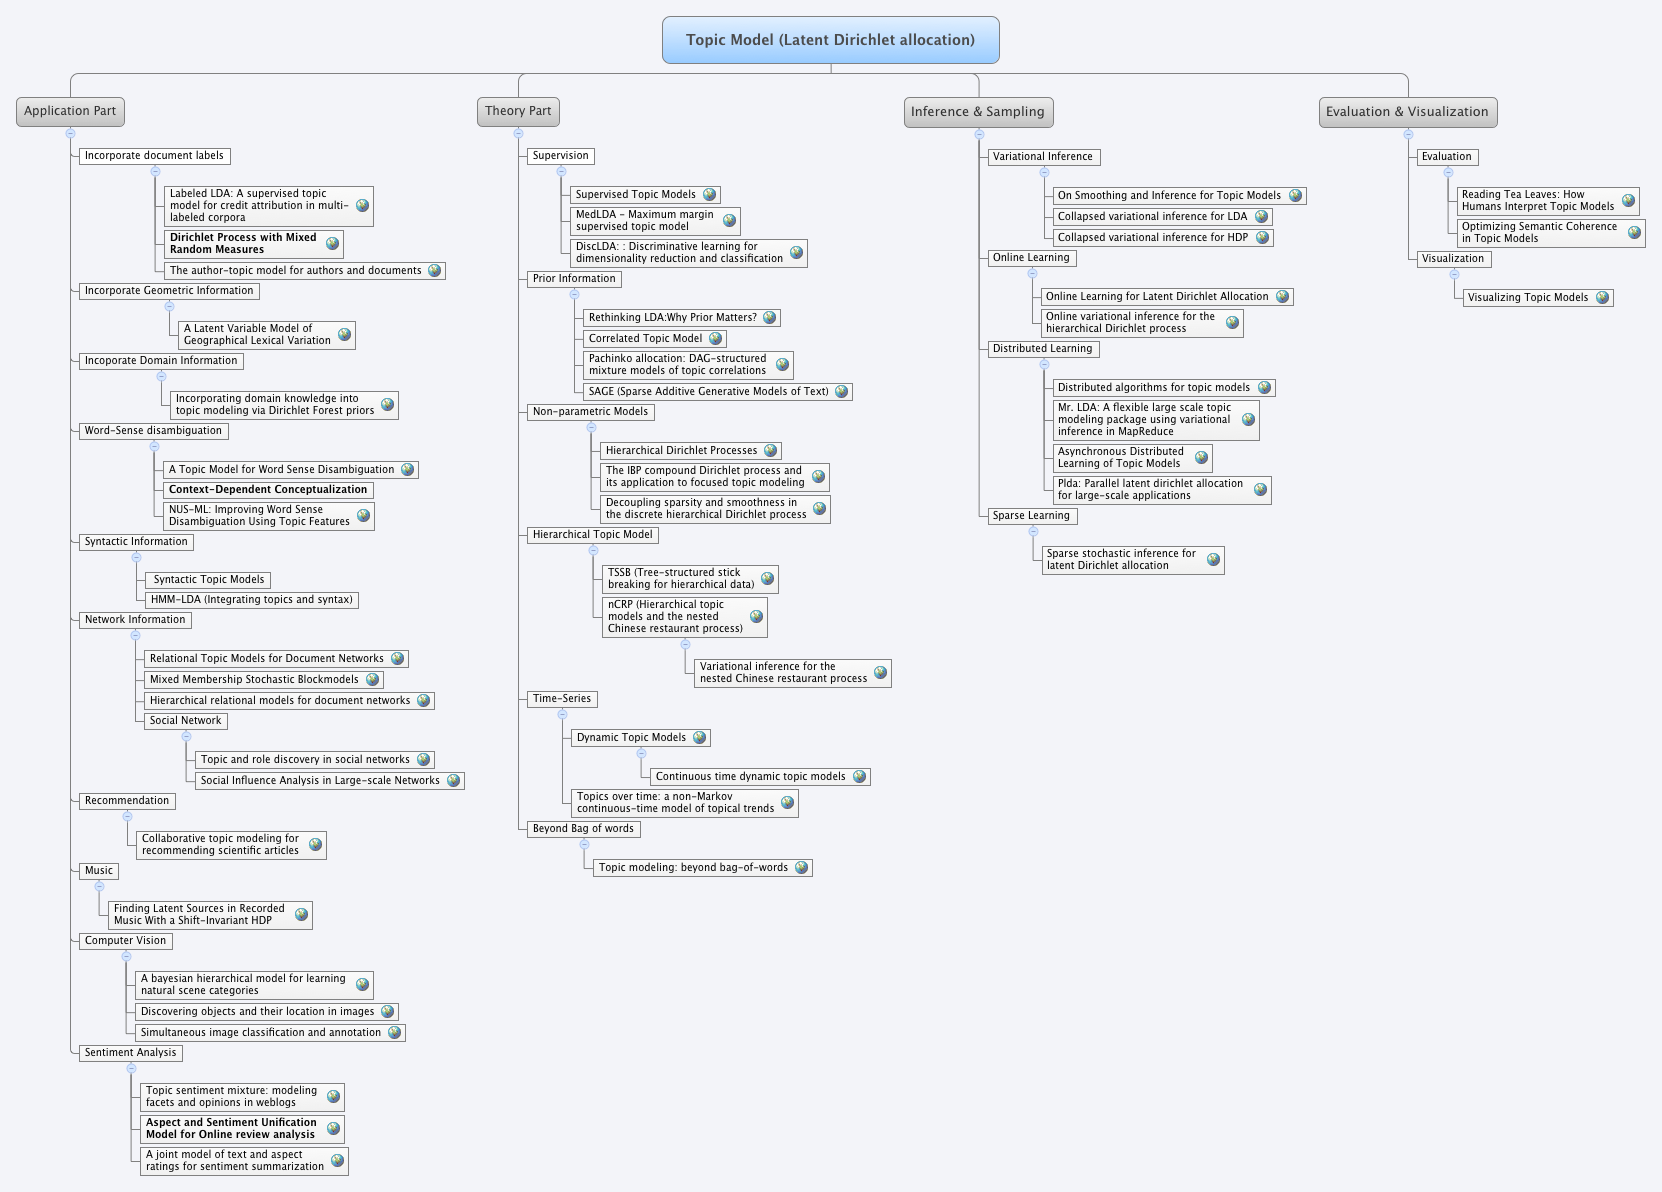 Topic Model (Latent Dirichlet allocation)
Application Part
Incorporate document labels
Labeled LDA: A supervised topic
model for credit attribution in multi-
labeled corpora
Dirichlet Process with Mixed
Random Measures
The author-topic model for authors and documents
Incorporate Geometric Information
A Latent Variable Model of
Geographical Lexical Variation
Incoporate Domain Information
Incorporating domain knowledge into
topic modeling via Dirichlet Forest priors
Word-Sense disambiguation
A Topic Model for Word Sense Disambiguation
Context-Dependent Conceptualization
NUS-ML: Improving Word Sense
Disambiguation Using Topic Features
Syntactic Information
Syntactic Topic Models
HMM-LDA (Integrating topics and syntax)
Network Information
Relational Topic Models for Document Networks
Mixed Membership Stochastic Blockmodels
Hierarchical relational models for document networks
Social Network
Topic and role discovery in social networks
Social Influence Analysis in Large-scale Networks
Recommendation
Collaborative topic modeling for
recommending scientific articles
Music
Finding Latent Sources in Recorded
Music With a Shift-Invariant HDP
Computer Vision
A bayesian hierarchical model for learning
natural scene categories
Discovering objects and their location in images
Simultaneous image classification and annotation
Sentiment Analysis
Topic sentiment mixture: modeling
facets and opinions in weblogs
Aspect and Sentiment Unification
Model for Online review analysis
A joint model of text and aspect
ratings for sentiment summarization
Theory Part
Supervision
Supervised Topic Models
MedLDA - Maximum margin
supervised topic model
DiscLDA: : Discriminative learning for
dimensionality reduction and classification
Prior Information
Rethinking LDA:Why Prior Matters?
Correlated Topic Model
Pachinko allocation: DAG-structured
mixture models of topic correlations
SAGE (Sparse Additive Generative Models of Text)
Non-parametric Models
Hierarchical Dirichlet Processes
The IBP compound Dirichlet process and
its application to focused topic modeling
Decoupling sparsity and smoothness in
the discrete hierarchical Dirichlet process
Hierarchical Topic Model
TSSB (Tree-structured stick
breaking for hierarchical data)
nCRP (Hierarchical topic
models and the nested
Chinese restaurant process)
Variational inference for the
nested Chinese restaurant process
Time-Series
Dynamic Topic Models
Continuous time dynamic topic models
Topics over time: a non-Markov
continuous-time model of topical trends
Beyond Bag of words
Topic modeling: beyond bag-of-words
Inference & Sampling
Variational Inference
On Smoothing and Inference for Topic Models
Collapsed variational inference for LDA
Collapsed variational inference for HDP
Online Learning
Online Learning for Latent Dirichlet Allocation
Online variational inference for the
hierarchical Dirichlet process
Distributed Learning
Distributed algorithms for topic models
Mr. LDA: A flexible large scale topic
modeling package using variational
inference in MapReduce
Asynchronous Distributed
Learning of Topic Models
Plda: Parallel latent dirichlet allocation
for large-scale applications
Sparse Learning
Sparse stochastic inference for
latent Dirichlet allocation
Evaluation & Visualization
Evaluation
Reading Tea Leaves: How
Humans Interpret Topic Models
Optimizing Semantic Coherence
in Topic Models
Visualization
Visualizing Topic Models